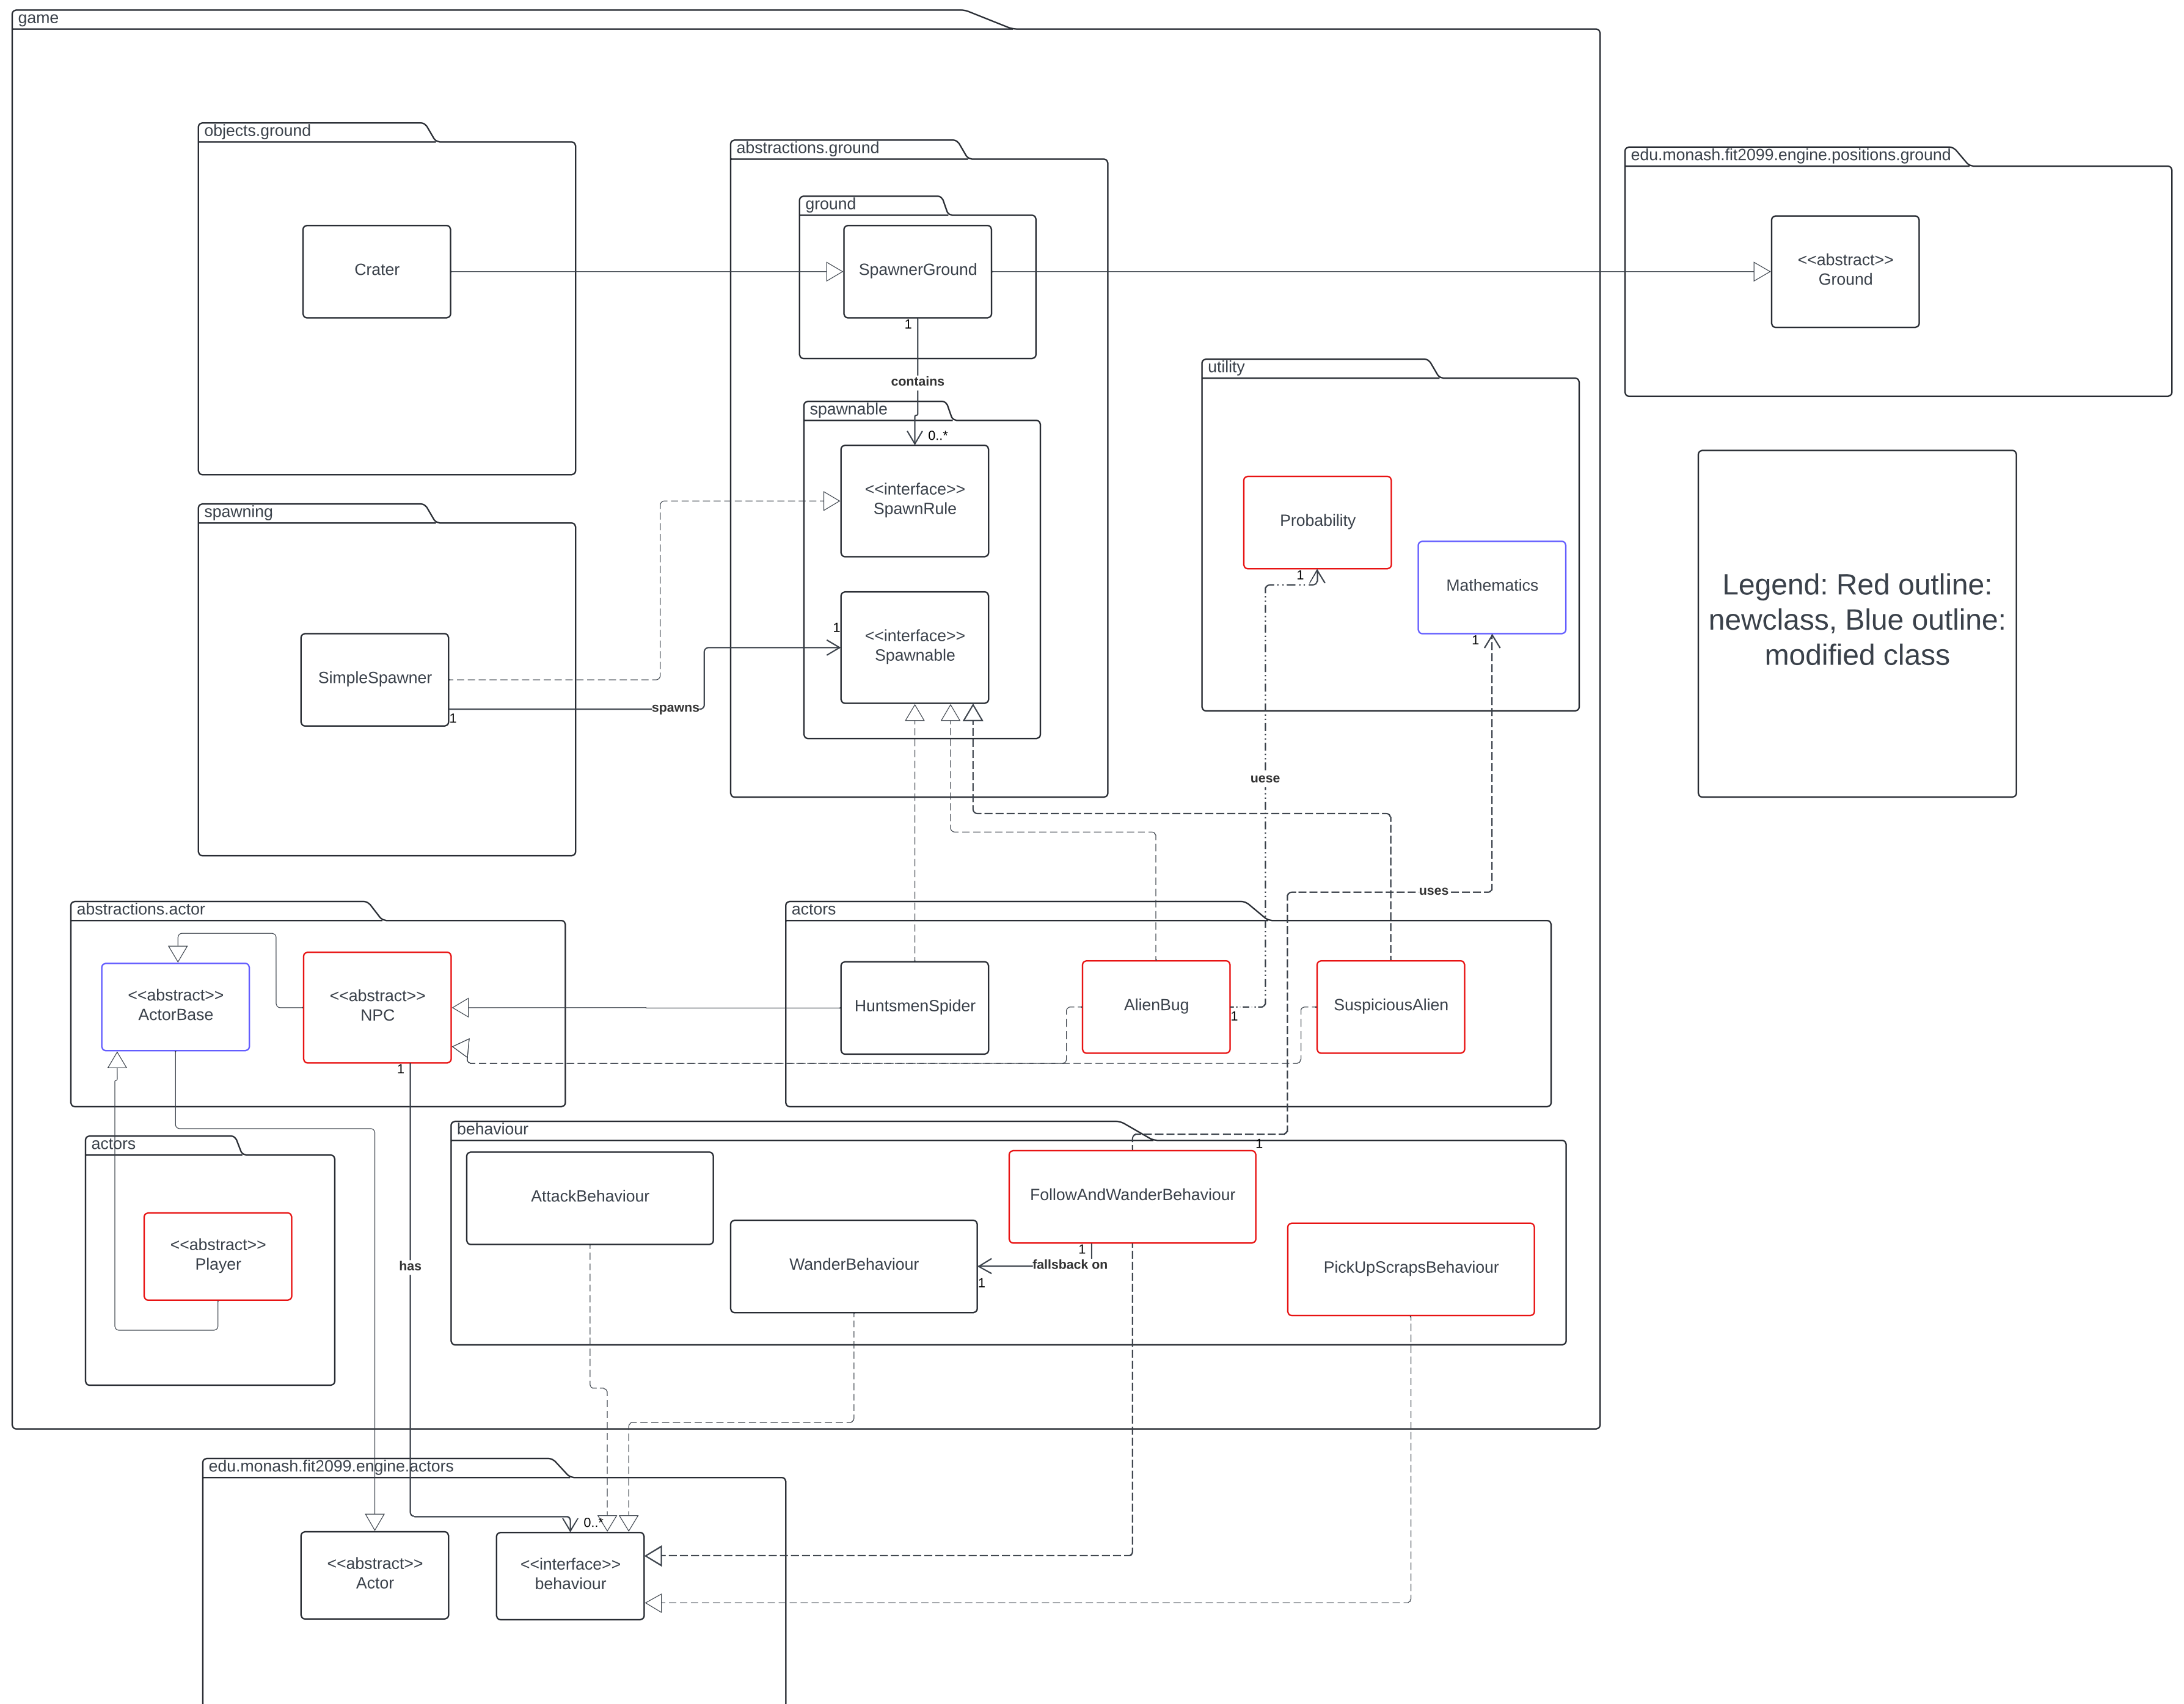 game
objects.ground
Crater
abstractions.ground
ground
SpawnerGround
1
contains
edu.monash.fit2099.engine.positions.ground
<<abstract>>
Ground
spawnable
0..*
<<interface>>
SpawnRule
<<interface>>
Spawnable
1
utility
Probability
1
Mathematics
1
Legend: Red outline:
newclass, Blue outline:
modified class
spawning
SimpleSpawner
1
spawns
uese
uses
abstractions.actor
<<abstract>>
ActorBase
<<abstract>>
NPC
1
actors
HuntsmenSpider
AlienBug
1
SuspiciousAlien
actors
<<abstract>>
Player
has
behaviour
1
AttackBehaviour
WanderBehaviour
FollowAndWanderBehaviour
1
fallsback on
1
PickUpScrapsBehaviour
edu.monash.fit2099.engine.actors
0..*
<<abstract>>
Actor
<<interface>>
behaviour